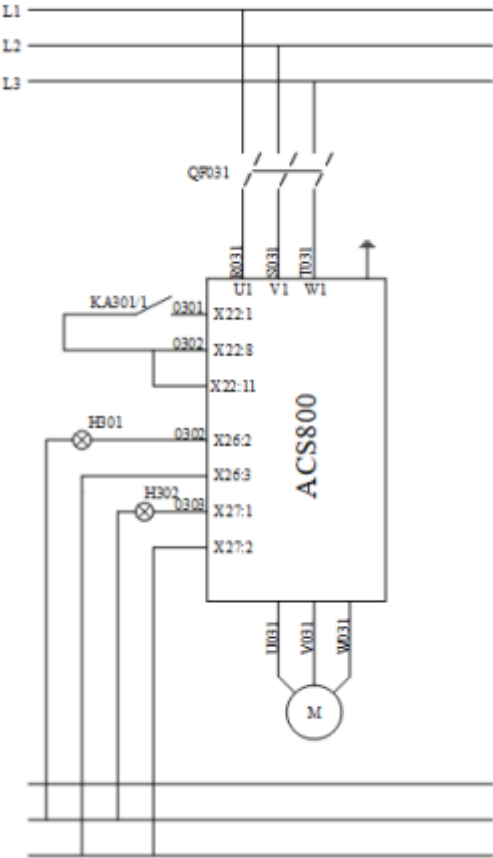 L1
L2
L3
QF031
R031
S031
T031
U1
V1
W1
KA301/1
0301
X22:1
0302
X22:8
X22:11
ACS800
H301
0302
X26:2
X26:3
H302
0303
X27:1
X27:2
U031
V031
W031
M